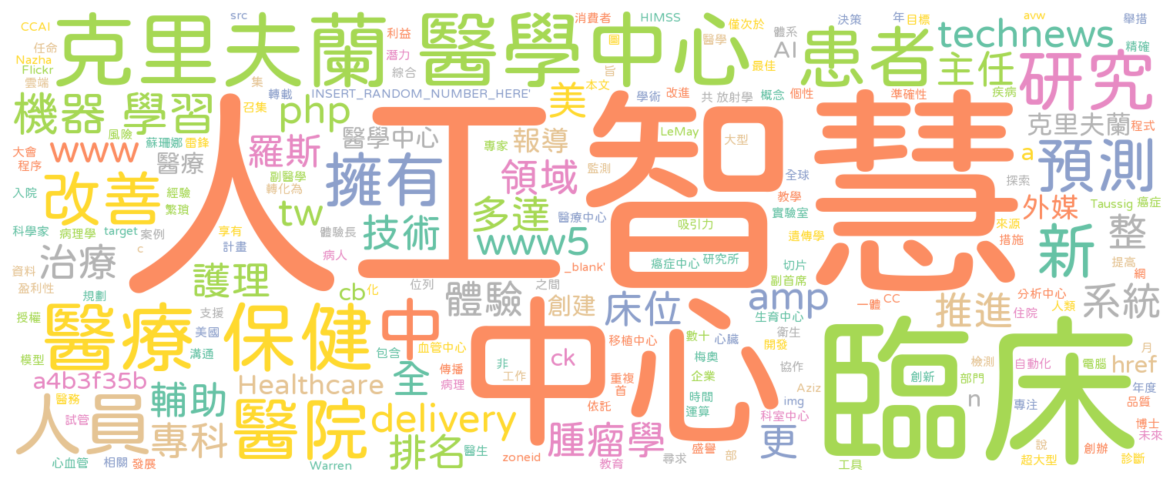 CCAI
src
消費者
HIMSS
僅次於
決策
年
目標
avw
舉措
任命
Nazha
Flickr
雲端
克里夫蘭
醫學中心
利益
潛力
綜合
國
醫學
旨
體系
AI
最佳
本文
患者
technews
精確
主任
研究
集
轉載
INSERT_RANDOM_NUMBER_HERE'
美
學術
改進
共
放射學
概念
個性
準確性
疾病
機器
學習
召集
php
醫學中心
專家
報導
LeMay
大型
克里夫蘭
程式
風險
蘇珊娜
雷鋒
www
大會
程序
醫療
羅斯
副醫學
轉化為
擁有
領域
監測
人工智慧
全球
教學
a
探索
預測
入院
改善
經驗
繁瑣
tw
多達
醫療中心
吸引力
實驗室
外媒
Taussig
癌症
來源
科學家
病理學
target
案例
享有
體驗長
技術
www5
遺傳學
措施
新
整
c
計畫
病人
_blank'
癌症中心
研究所
切片
副首席
提高
網
資料
盈利性
治療
護理
cb
化
位列
之間
體驗
創建
床位
amp
一體
CC
分析中心
住院
人類
系統
規劃
授權
支援
美國
溝通
醫療
保健
中
中心
生育中心
衛生
開發
推進
模型
包含
血管中心
非
工作
ck
移植中心
數十
心臟
梅奧
協作
臨床
創新
檢測
部門
自動化
電腦
月
href
a4b3f35b
Healthcare
全
傳播
病理
重複
首
企業
時間
運算
img
n
專注
年度
品質
醫務
試管
人員
輔助
醫院
delivery
依託
科室中心
博士
未來
專科
排名
醫生
腫瘤學
盛譽
更
說
創辦
心血管
相關
發展
Warren
zoneid
教育
尋求
部
工具
超大型
診斷